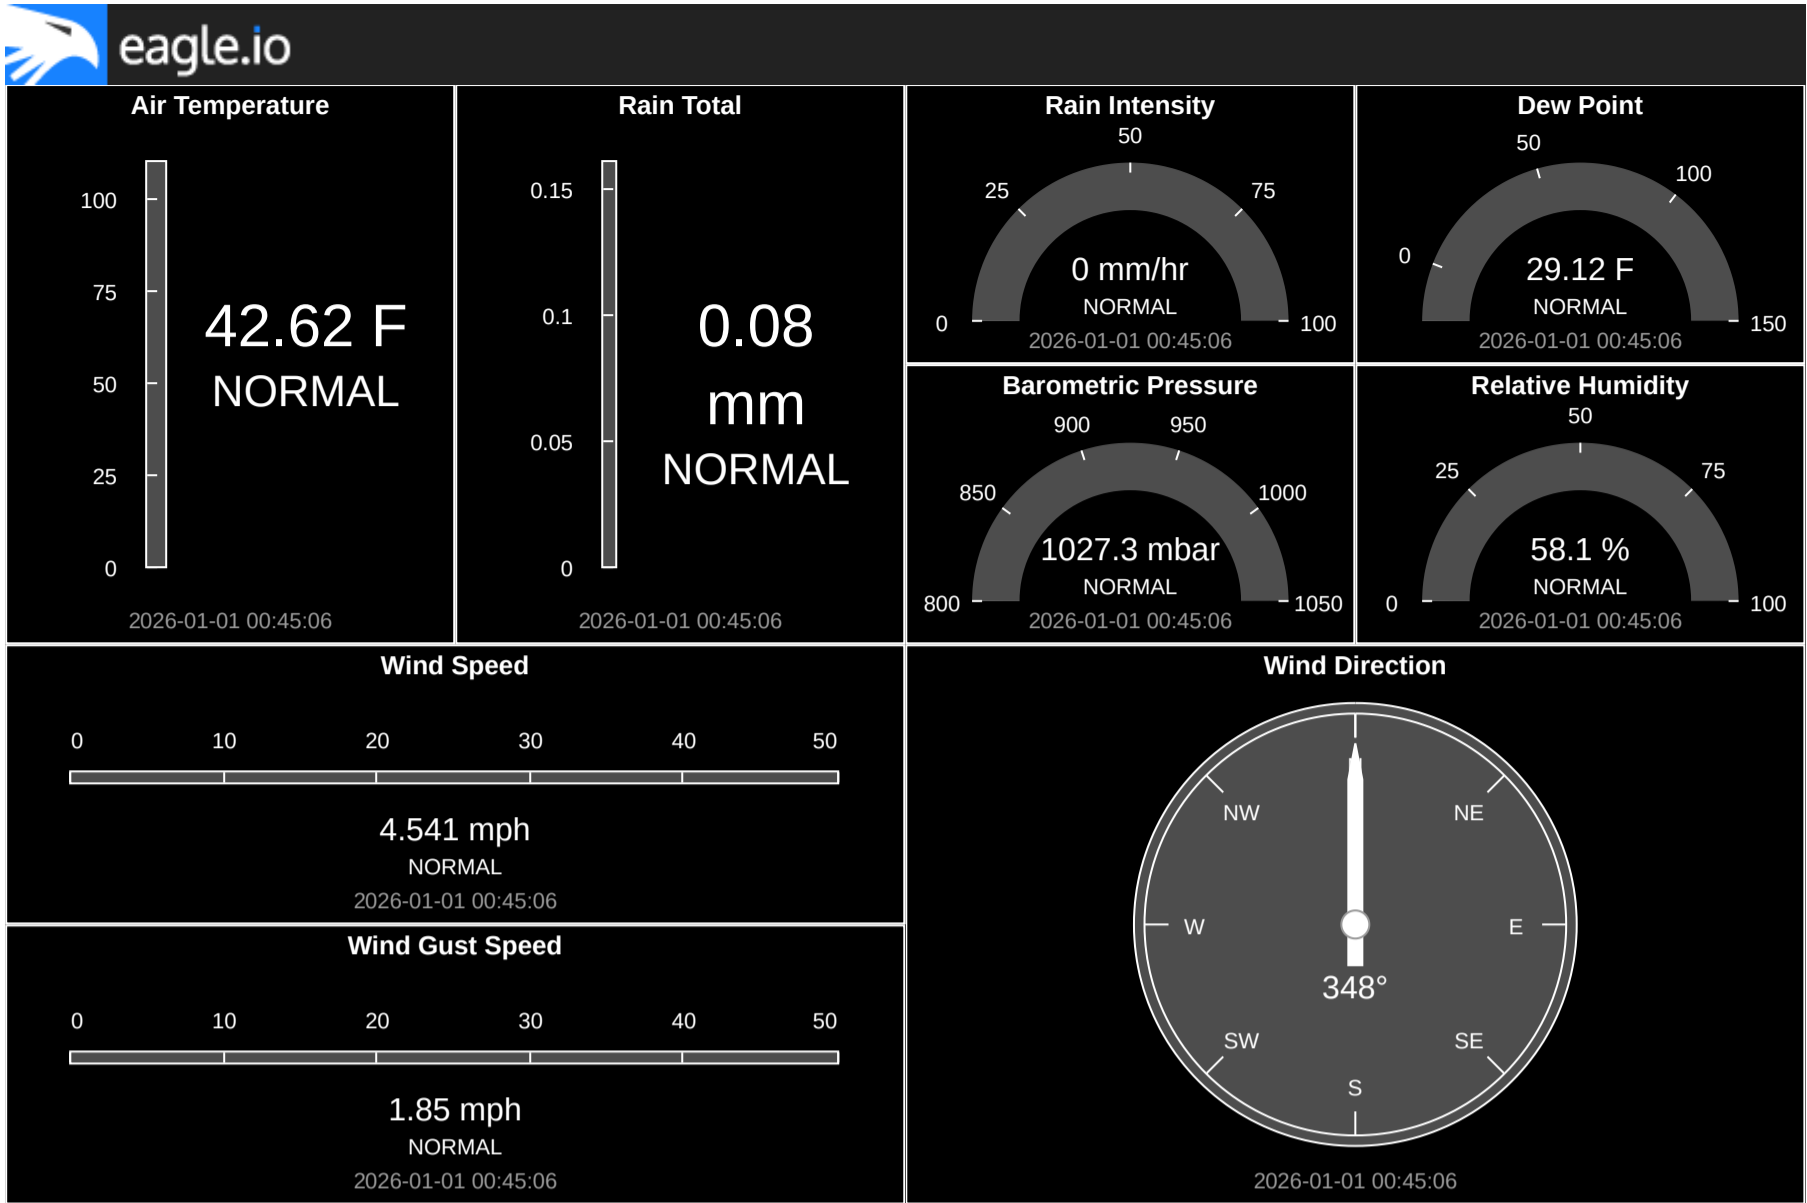 eagle.io
Air Temperature
100
75
50
25
0
42.62 F
NORMAL
2026-01-01 00:45:06
Rain Total
0.15
0.1
0.05
0
0.08
mm
NORMAL
2026-01-01 00:45:06
Rain Intensity
50
25
75
0
100
0 mm/hr
NORMAL
2026-01-01 00:45:06
Dew Point
50
100
0
150
29.12 F
NORMAL
2026-01-01 00:45:06
Barometric Pressure
900
950
850
1000
800
1050
1027.3 mbar
NORMAL
2026-01-01 00:45:06
Relative Humidity
50
25
75
0
100
58.1 %
NORMAL
2026-01-01 00:45:06
Wind Speed
0 10 20 30 40 50
4.541 mph
NORMAL
2026-01-01 00:45:06
Wind Gust Speed
0 10 20 30 40 50
1.85 mph
NORMAL
2026-01-01 00:45:06
Wind Direction
NW NE
W E
348°
SW SE
S
2026-01-01 00:45:06